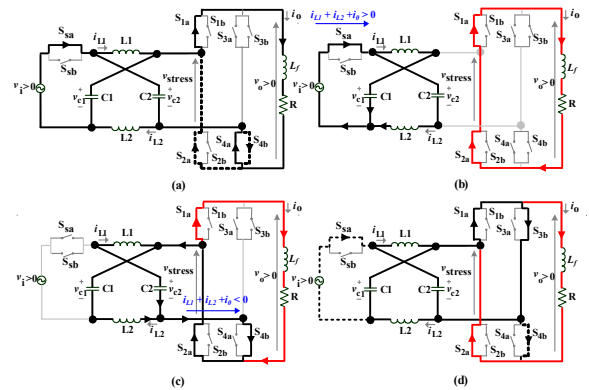 Ssa
iL1
L1
S1a
S1b
S3a
S3b
io
Ssb
vi>0
vc1
C1
C2
vc2
vstress
vo>0
Lf
R
L2
iL2
S2a
S2b
S4a
S4b
(a)
iL1 + iL2 + i0 > 0
Ssa
iL1
L1
S1a
S1b
S3a
S3b
io
Ssb
vi>0
vc1
C1
C2
vc2
vstress
vo>0
Lf
R
L2
iL2
S2a
S2b
S4a
S4b
(b)
Ssa
iL1
L1
S1a
S1b
S3a
S3b
io
Ssb
vi>0
vc1
C1
C2
vc2
vstress
vo>0
Lf
R
iL1 + iL2 + i0 < 0
L2
iL2
S2a
S2b
S4a
S4b
(c)
Ssa
iL1
L1
S1a
S1b
S3a
S3b
io
Ssb
vi>0
vc1
C1
C2
vc2
vstress
vo>0
Lf
R
L2
iL2
S2a
S2b
S4a
S4b
(d)